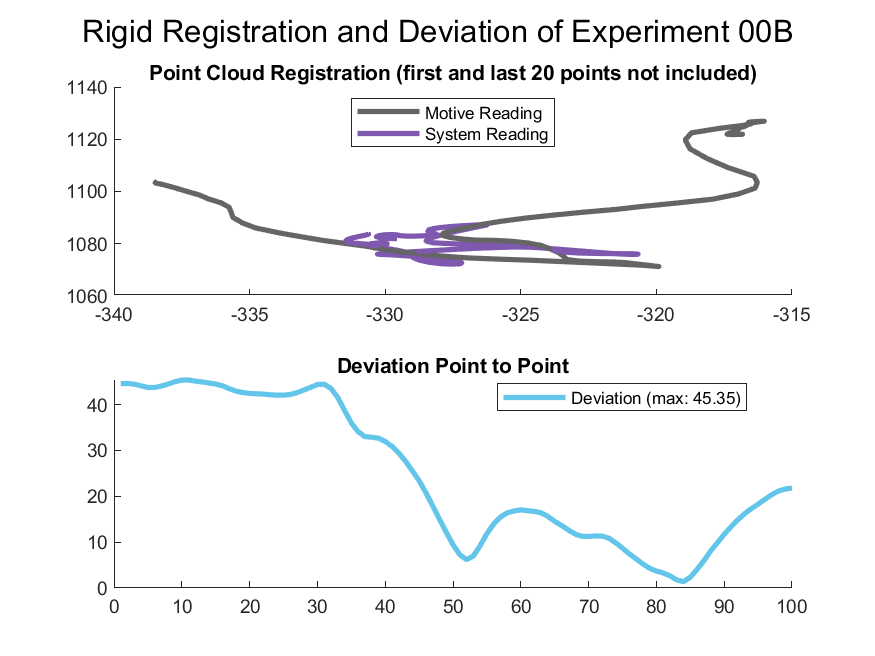 Rigid Registration and Deviation of Experiment 00B
Point Cloud Registration (first and last 20 points not included)
1140
1120
1100
1080
1060
Motive Reading
System Reading
-340 -335 -330 -325 -320 -315
Deviation Point to Point
40
30
20
10
0
Deviation (max: 45.35)
0 10 20 30 40 50 60 70 80 90 100